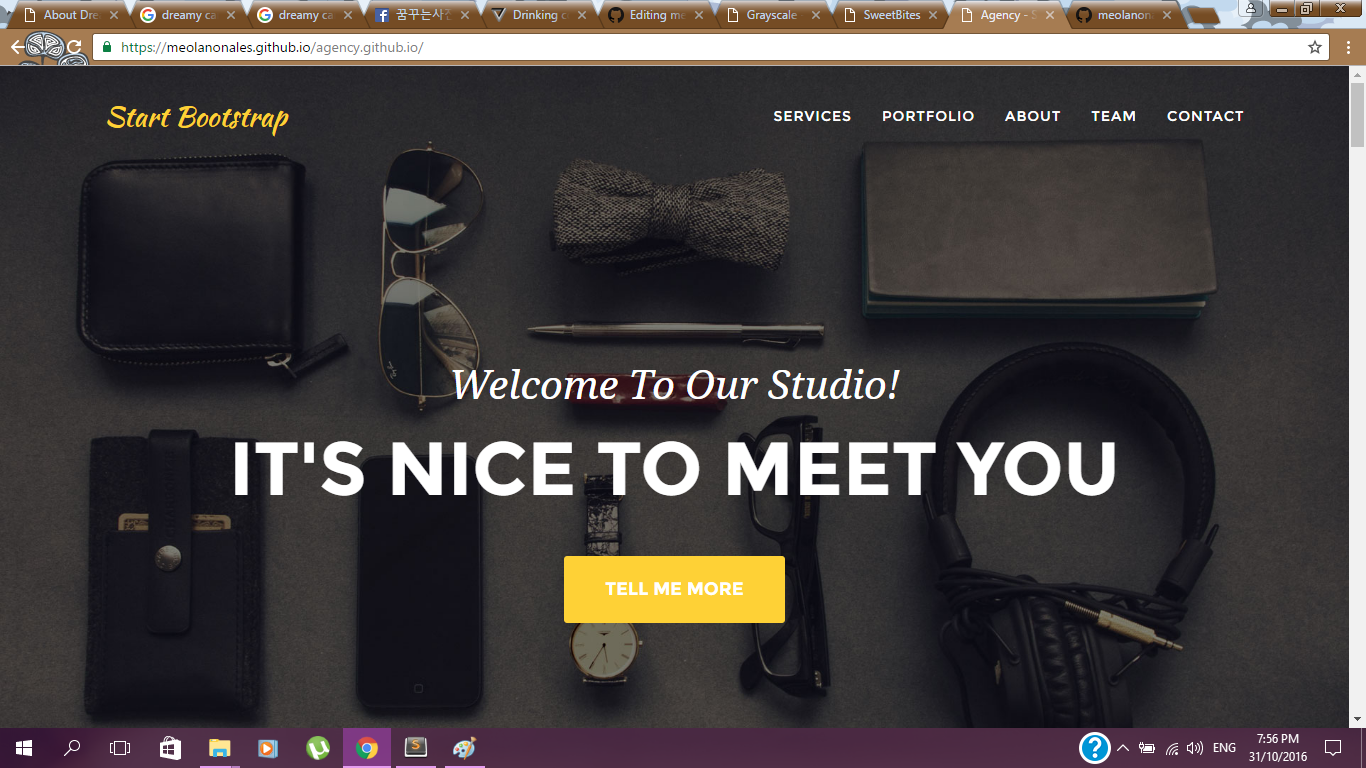 About Dre
dreamy ca
dreamy ca
꿈꾸는사진
Drinking c
Editing me
Grayscale
SweetBites
Agency - S
meolanon
https://meolanonales.github.io/agency.github.io/
Start Bootstrap
SERVICES
PORTFOLIO
ABOUT
TEAM
CONTACT
Welcome To Our Studio!
IT'S NICE TO MEET YOU
TELL ME MORE
ENG
7:56 PM
31/10/2016